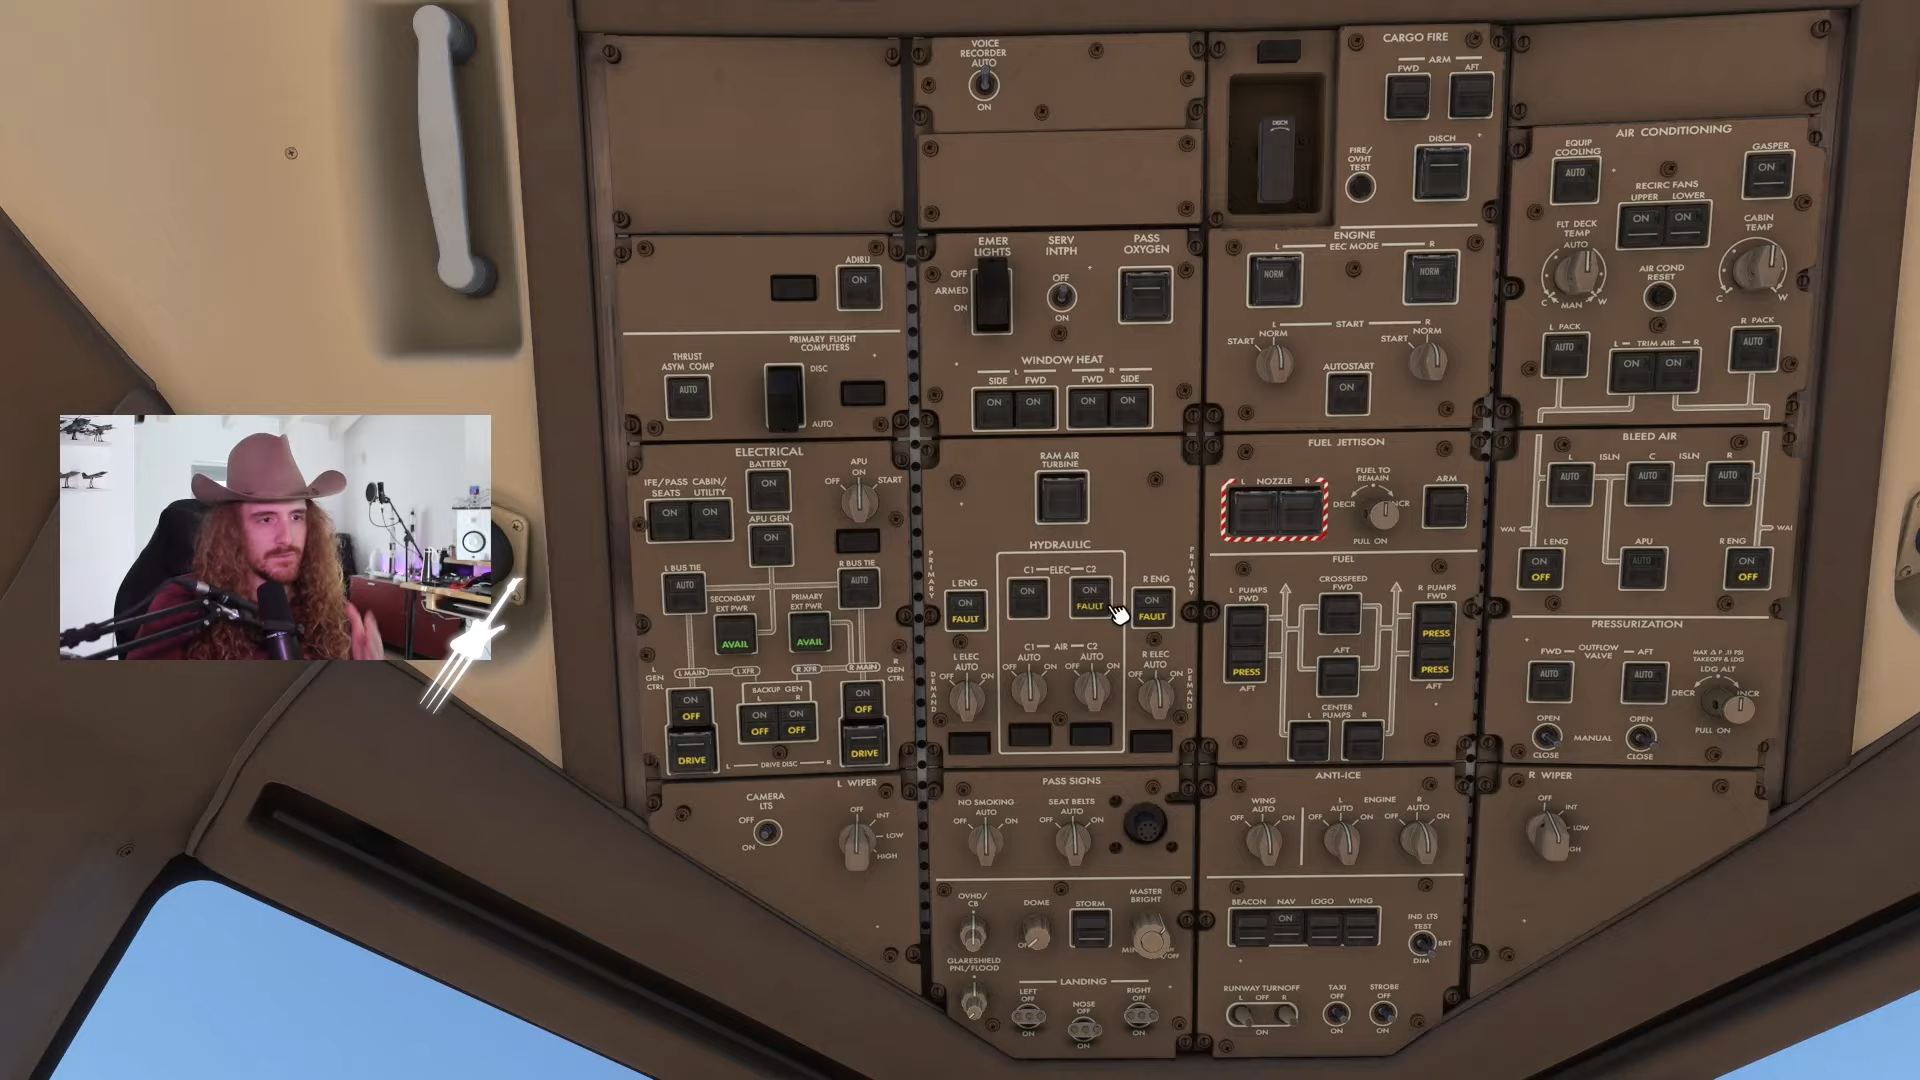 VOICE
RECORDER
AUTO
ON
DISCH
CARGO FIRE
ARM
FWD
AFT
FIRE/
OVHT
TEST
DISCH
AIR CONDITIONING
EQUIP
COOLING
AUTO
GASPER
ON
RECIRC FANS
UPPER LOWER
ON ON
FLT DECK
TEMP
AUTO
C MAN W
CABIN
TEMP
C W
AIR COND
RESET
L PACK
AUTO
L TRIM AIR R
ON ON
R PACK
AUTO
ADIRU
ON
EMER
LIGHTS
OFF
ARMED
ON
SERV
INTPH
OFF
ON
PASS
OXYGEN
ENGINE
L EEC MODE R
NORM
NORM
L START R
NORM
START
NORM
START
AUTOSTART
ON
PRIMARY FLIGHT
COMPUTERS
DISC
AUTO
THRUST
ASYM COMP
AUTO
WINDOW HEAT
L R
SIDE FWD FWD SIDE
ON ON ON ON
ELECTRICAL
BATTERY
ON
IFE/PASS
SEATS
CABIN/
UTILITY
ON ON
APU
ON
OFF START
APU GEN
ON
L BUS TIE
AUTO
R BUS TIE
AUTO
SECONDARY
EXT PWR
AVAIL
PRIMARY
EXT PWR
AVAIL
L MAIN L XFR R XFR R MAIN
L
GEN
CTRL
R
GEN
CTRL
ON
OFF
BACKUP GEN
L R
ON ON
OFF OFF
ON
OFF
DRIVE
L DRIVE DISC R
DRIVE
RAM AIR
TURBINE
HYDRAULIC
PRIMARY
PRIMARY
C1 ELEC C2
L ENG
ON
FAULT
ON
ON
FAULT
R ENG
ON
FAULT
DEMAND
DEMAND
L ELEC
AUTO
OFF ON
C1 AIR C2
AUTO AUTO
OFF ON OFF ON
R ELEC
AUTO
OFF ON
FUEL JETTISON
L NOZZLE R
FUEL TO
REMAIN
DECR INCR
PULL ON
ARM
FUEL
L PUMPS
FWD
PRESS
AFT
CROSSFEED
FWD
AFT
R PUMPS
FWD
PRESS
PRESS
AFT
CENTER
L PUMPS R
BLEED AIR
L ISLN C ISLN R
AUTO
AUTO
AUTO
WAI
WAI
L ENG
ON
OFF
APU
AUTO
R ENG
ON
OFF
PRESSURIZATION
FWD OUTFLOW VALVE AFT
AUTO
AUTO
MAX Δ P .11 PSI
TAKEOFF & LDG
LDG ALT
DECR INCR
PULL ON
OPEN
CLOSE
MANUAL
OPEN
CLOSE
CAMERA
LTS
OFF
ON
L WIPER
OFF
INT
LOW
HIGH
PASS SIGNS
NO SMOKING
AUTO
OFF ON
SEAT BELTS
AUTO
OFF ON
ANTI-ICE
WING
AUTO
OFF ON
L ENGINE R
AUTO AUTO
OFF ON OFF ON
R WIPER
OFF
INT
LOW
OVHD/
CB
DOME
STORM
MASTER
BRIGHT
GLARESHIELD
PNL/FLOOD
LANDING
LEFT
OFF
ON
NOSE
OFF
ON
RIGHT
OFF
ON
BEACON NAV LOGO WING
ON
IND LTS
TEST
BRT
DIM
RUNWAY TURNOFF
L OFF R
ON
TAXI
OFF
ON
STROBE
OFF
ON